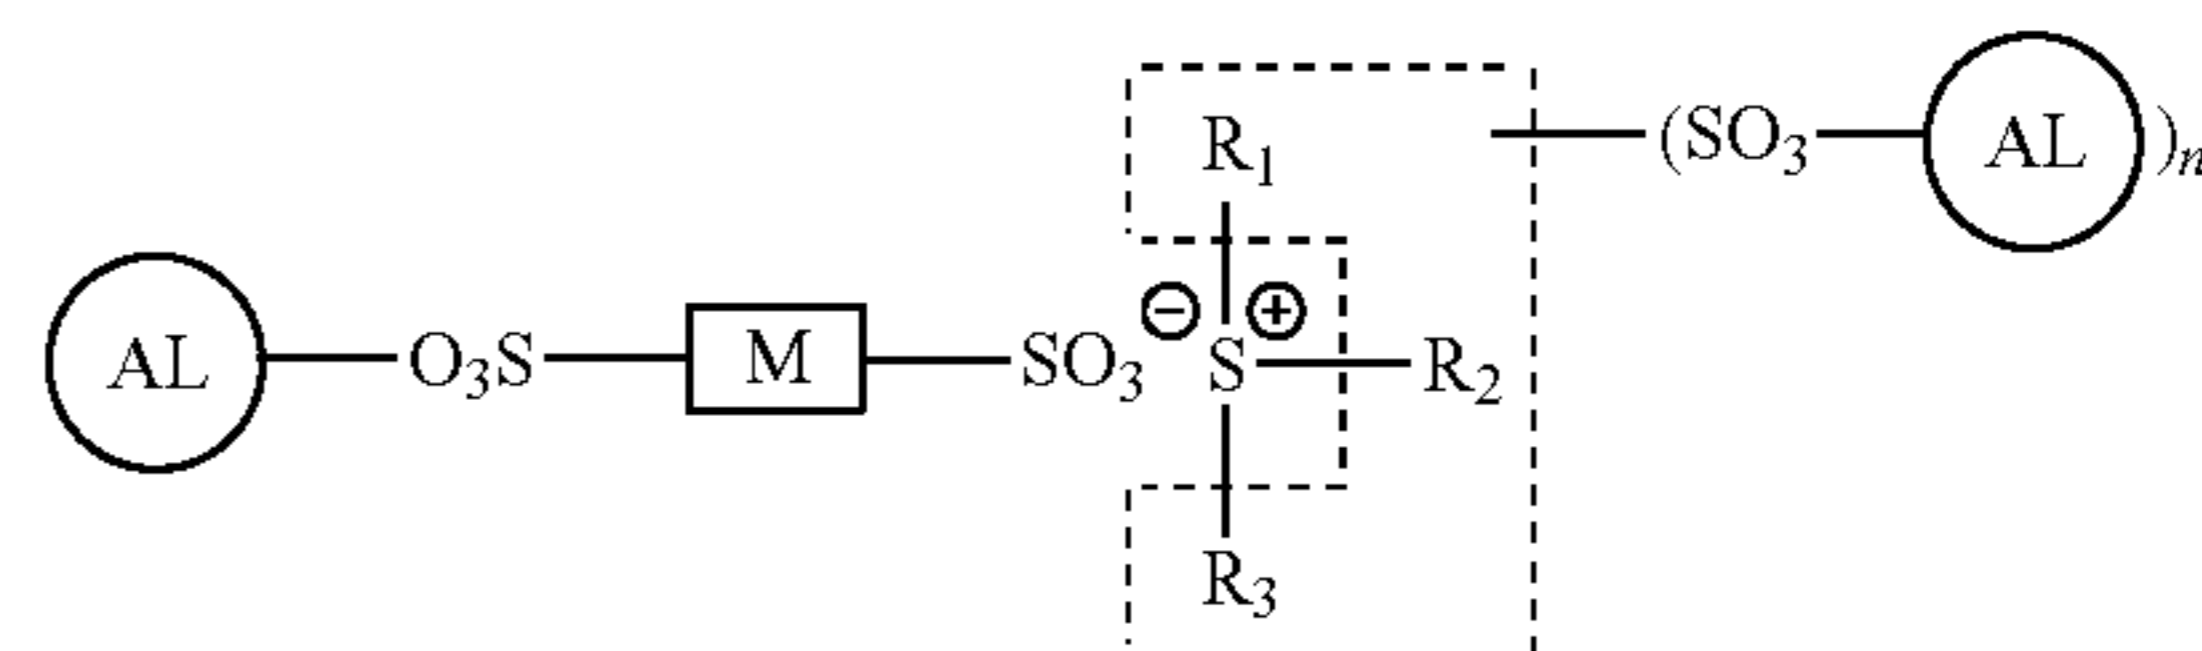 R₁ (SO₃ AL)ₙ
AL O₃S M SO₃ ⊖ S ⊕ R₂
R₃